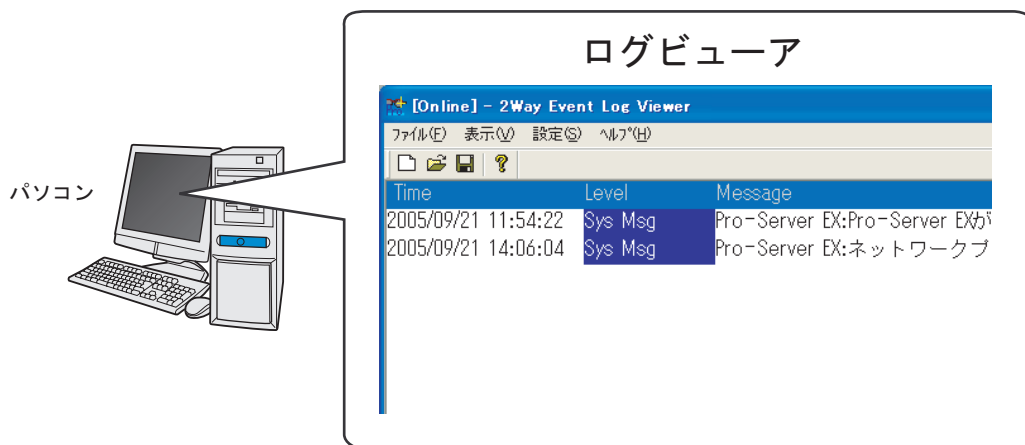 ログビューア
[Online] - 2Way Event Log Viewer
ファイル(F) 表示(V) 設定(S) ヘルプ(H)
Time Level Message
2005/09/21 11:54:22 Sys Msg Pro-Server EX:Pro-Server EXが
2005/09/21 14:06:04 Sys Msg Pro-Server EX:ネットワークプ
パソコン